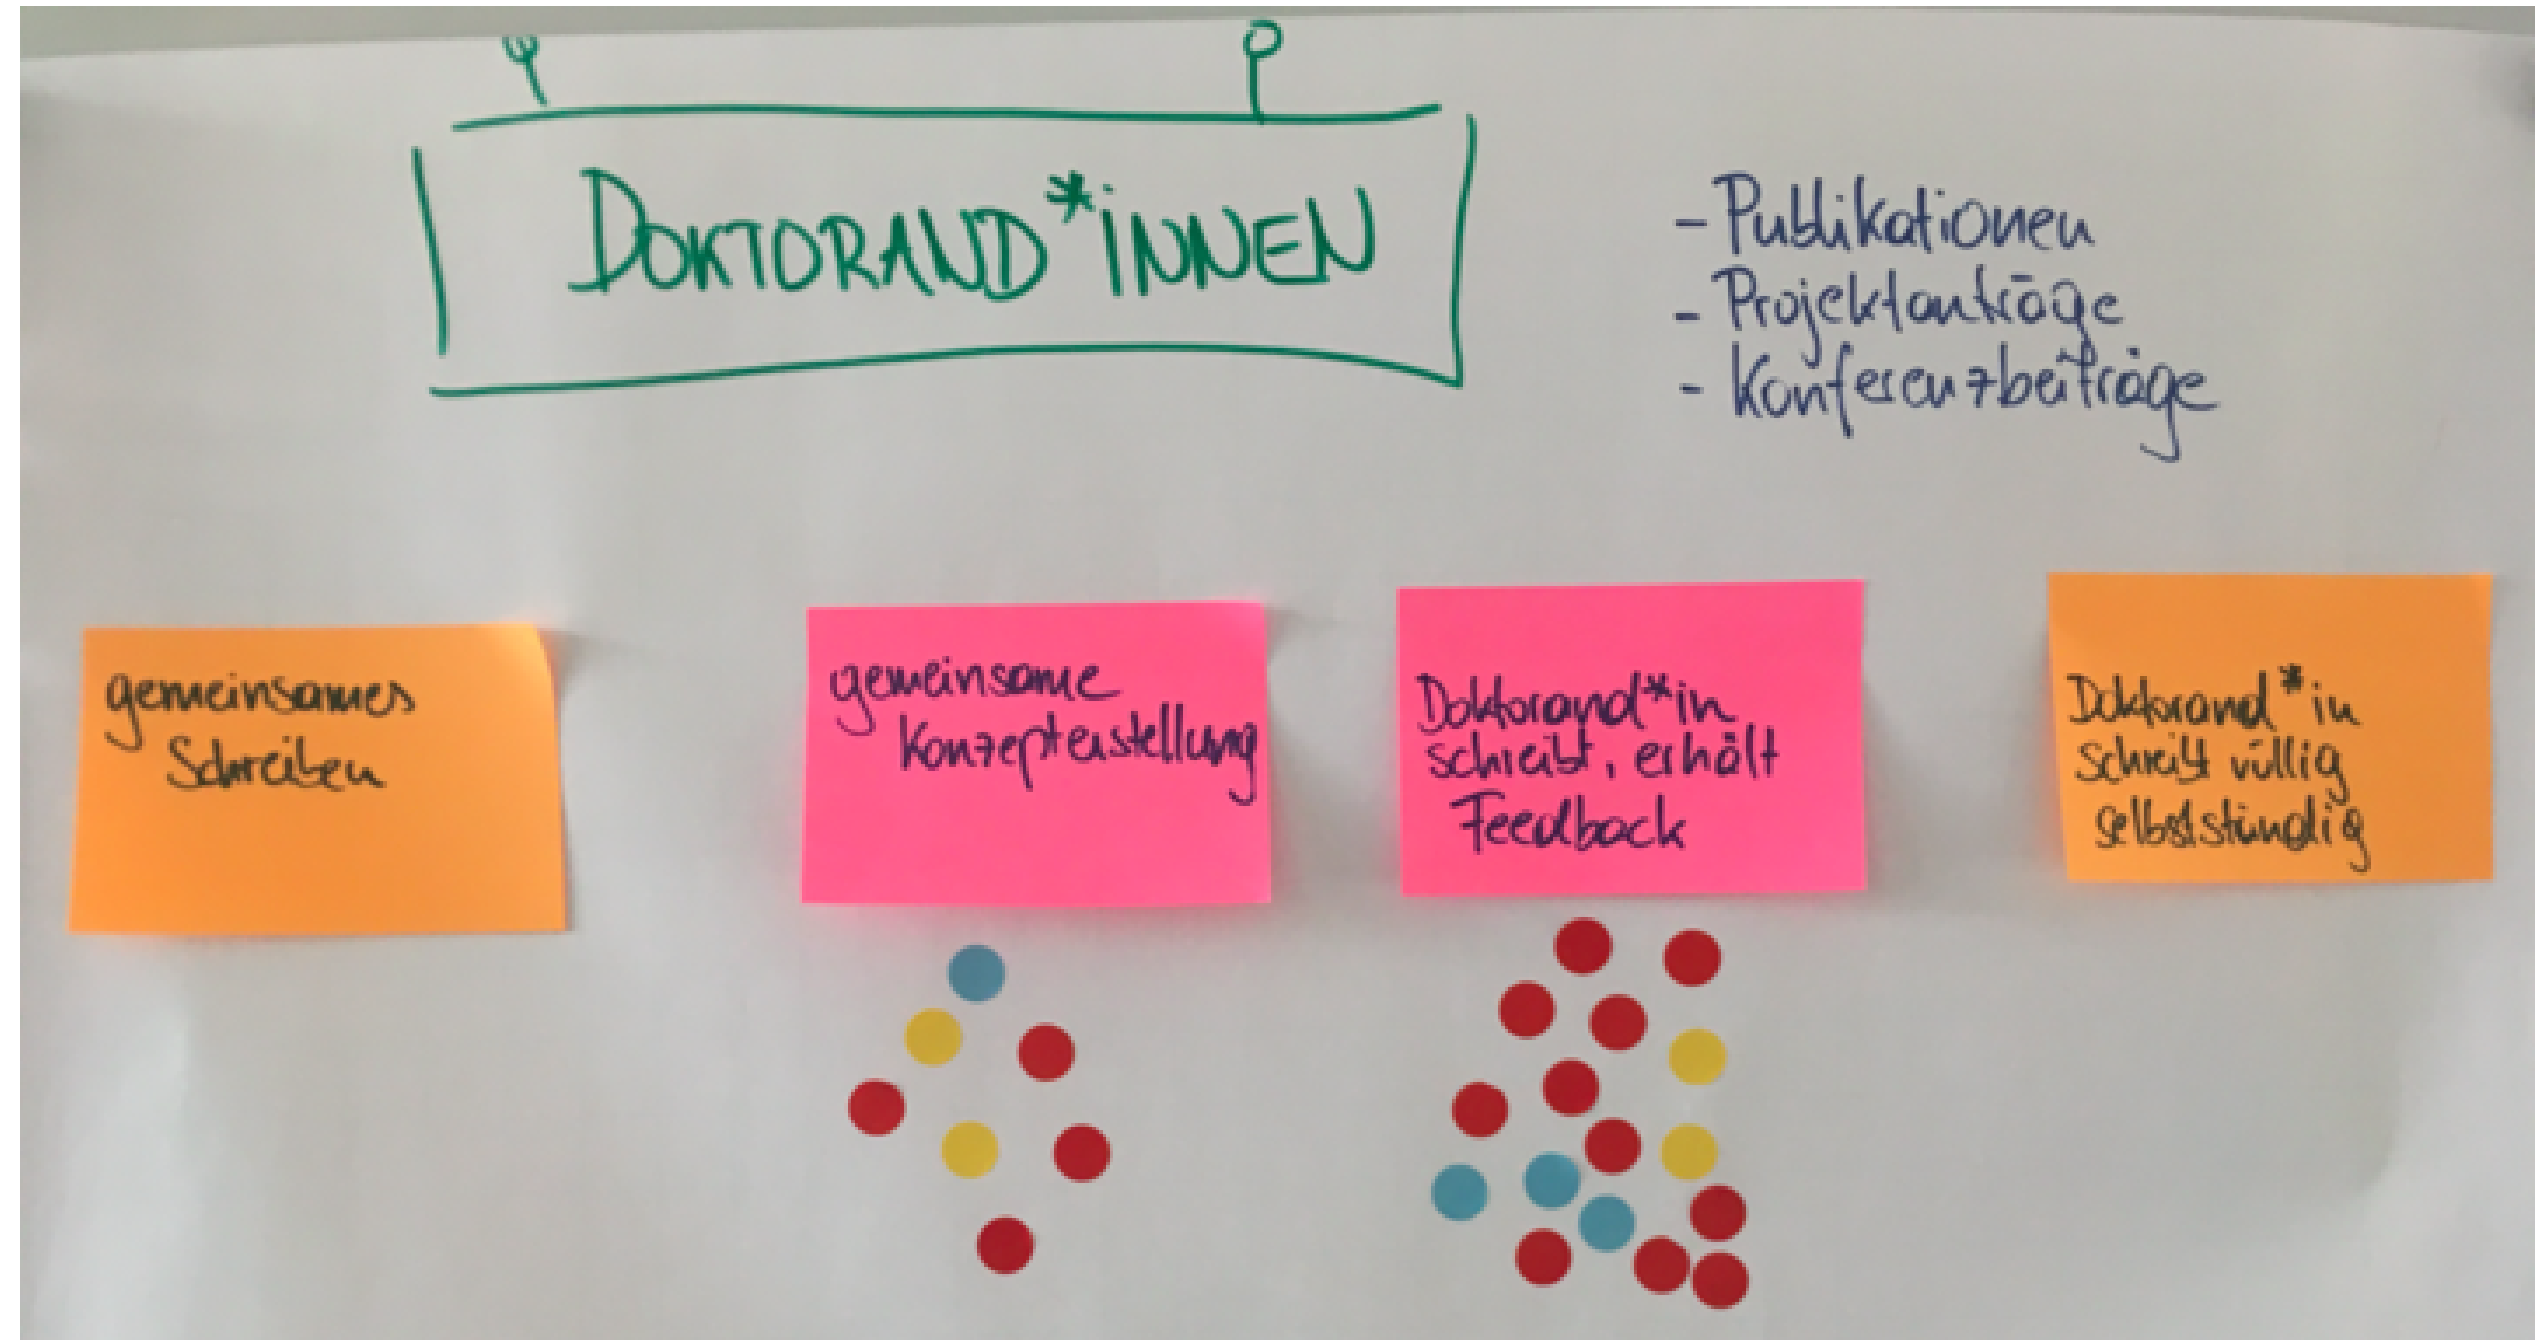 DOKTORAND*INNEN
- Publikationen
- Projektanträge
- Konferenzbeiträge
gemeinsames
Schreiben
gemeinsame
Konzepterstellung
Doktorand*in
schreibt, erhält
Feedback
Doktorand*in
schreibt völlig
selbstständig